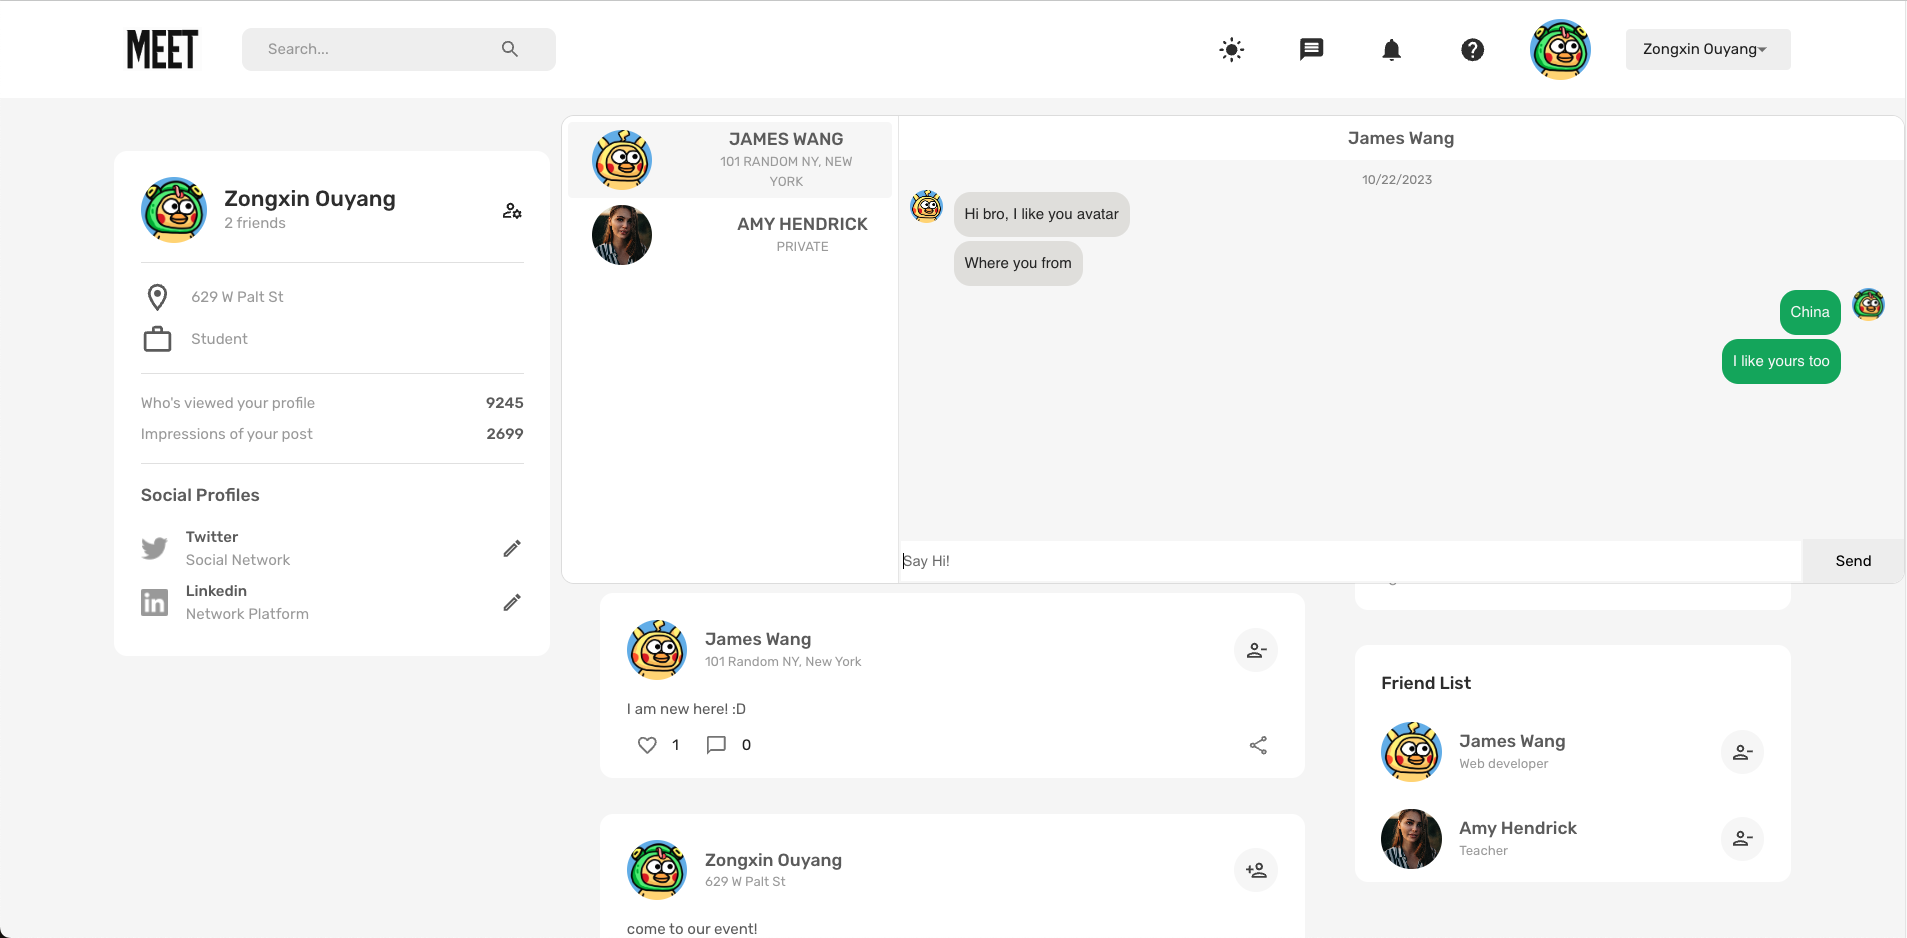 MEET
Search...
Zongxin Ouyang
Zongxin Ouyang
2 friends
629 W Palt St
Student
Who's viewed your profile 9245
Impressions of your post 2699
Social Profiles
Twitter
Social Network
Linkedin
Network Platform
JAMES WANG
101 RANDOM NY, NEW
YORK
AMY HENDRICK
PRIVATE
James Wang
10/22/2023
Hi bro, I like you avatar
Where you from
China
I like yours too
Say Hi!
Send
James Wang
101 Random NY, New York
I am new here! :D
1 0
Zongxin Ouyang
629 W Palt St
come to our event!
Friend List
James Wang
Web developer
Amy Hendrick
Teacher